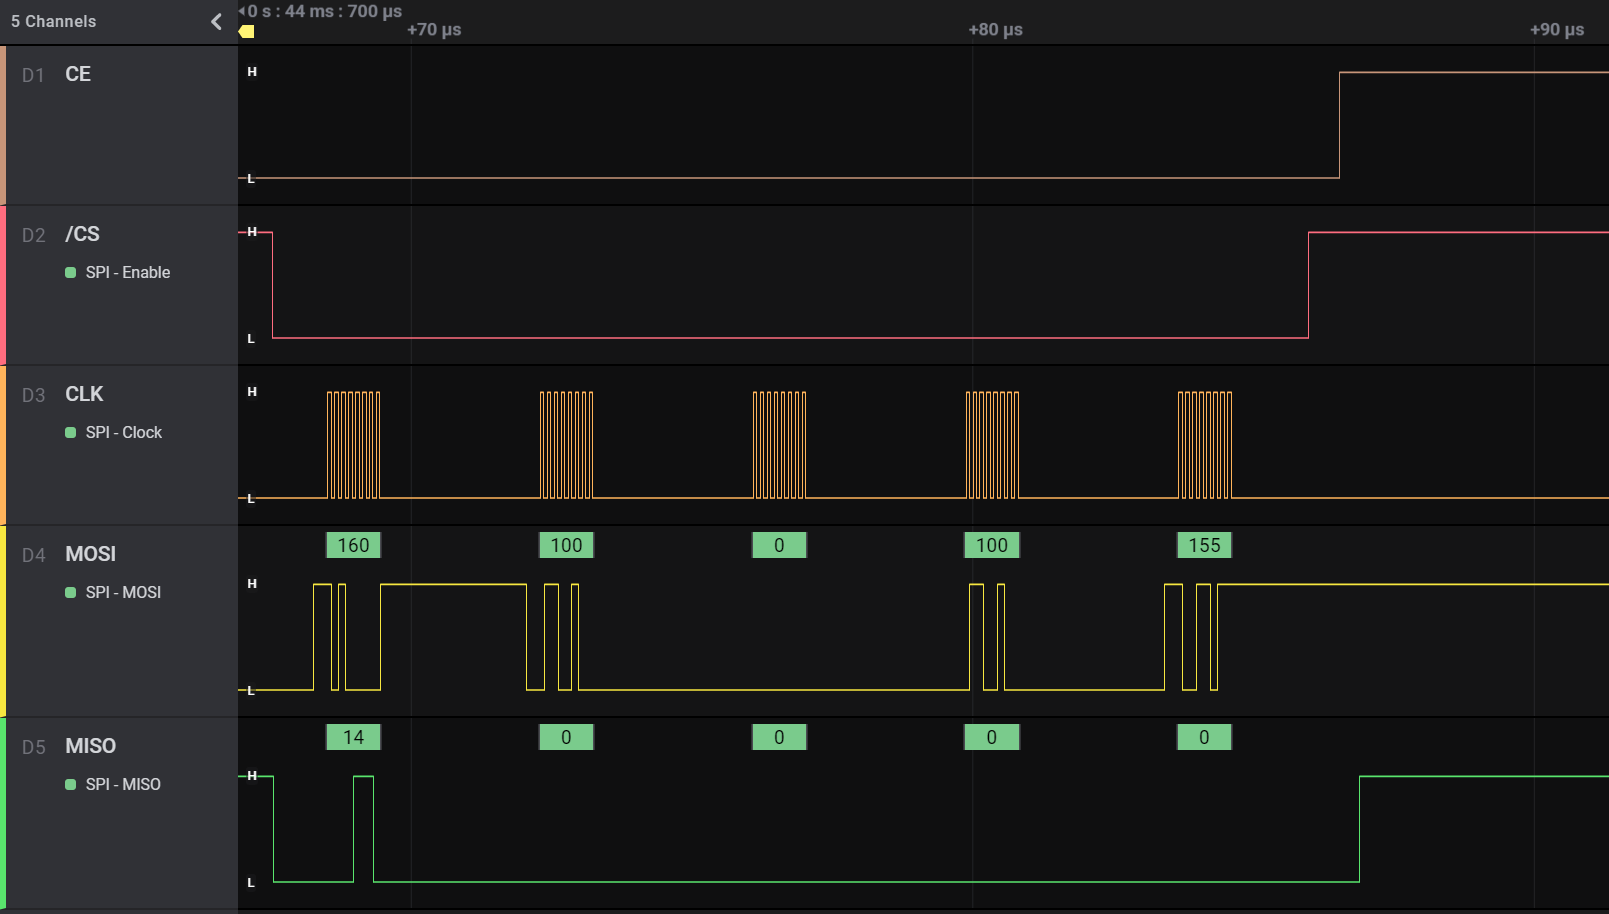 5 Channels
0 s : 44 ms : 700 µs
+70 µs +80 µs +90 µs
D1 CE
H
L
D2 /CS
SPI - Enable
H
L
D3 CLK
SPI - Clock
H
L
D4 MOSI
SPI - MOSI
160 100 0 100 155
H
L
D5 MISO
SPI - MISO
14 0 0 0 0
H
L